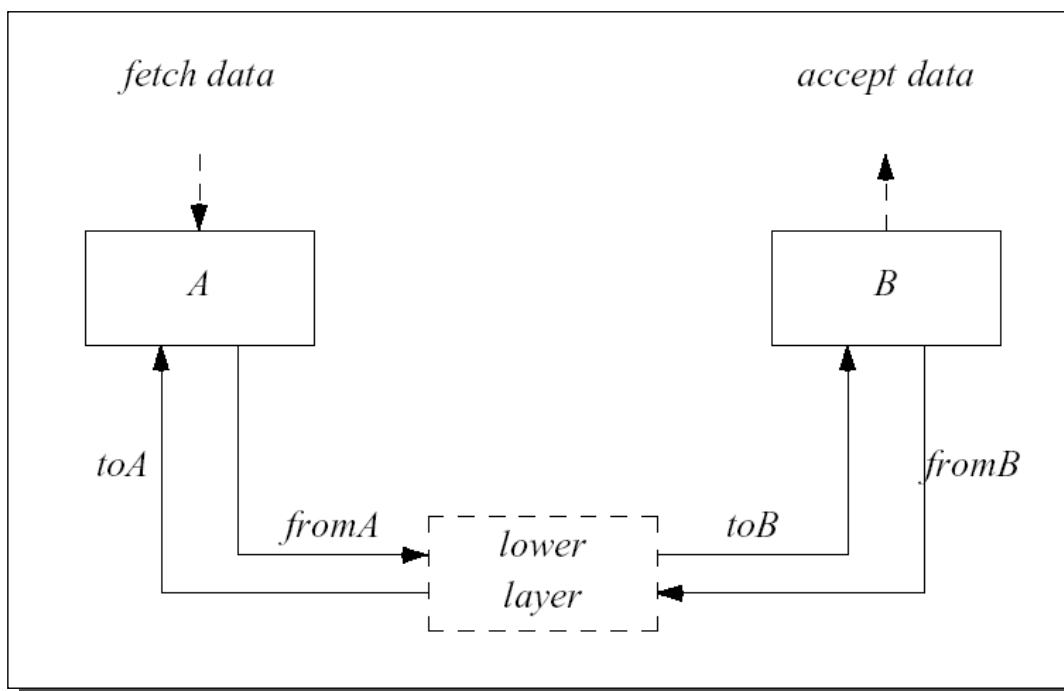 fetch data
accept data
A
B
toA
fromB
fromA
lower
toB
layer